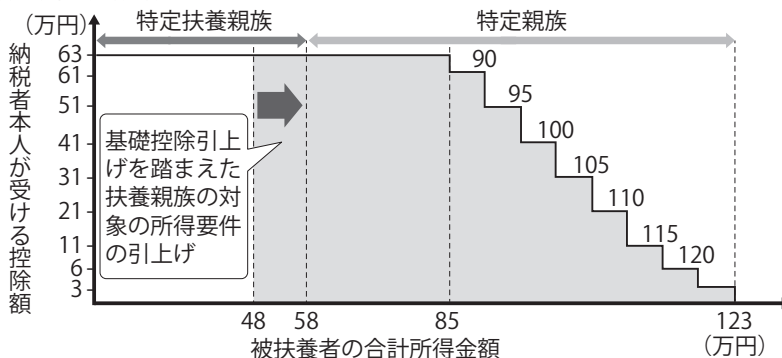 (万円)
特定扶養親族
特定親族
納税者本人が受ける控除額
63
61
51
41
31
21
11
6
3
90
95
100
105
110
115
120
基礎控除引上
げを踏まえた
扶養親族の対
象の所得要件
の引上げ
48
58
85
123
被扶養者の合計所得金額
(万円)